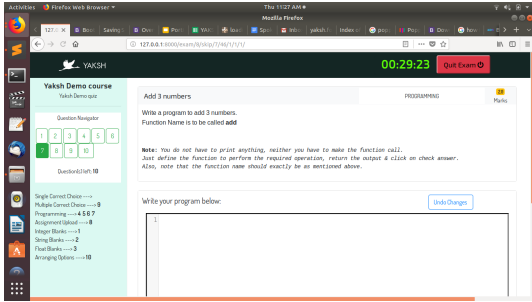 Activities Firefox Web Browser Thu 11:27 AM
Mozilla Firefox
127.0.0.1:8000/exam/8/skip/7/4/1/1/1/
YAKSH
00:29:23
Quit Exam
Yaksh Demo course
Yaksh Demo quiz
Question Navigator
1 2 3 4 5 6
7 8 9 10
Question(s) left: 10
Single Correct Choice --->
Multiple Correct Choice ---> 9
Programming ---> 4 5 6 7
Assignment Upload ---> 8
Integer Blanks ---> 1
String Blanks ---> 2
Float Blanks ---> 3
Arranging Options ---> 10
Add 3 numbers
PROGRAMMING
Marks
Write a program to add 3 numbers.
Function Name is to be called add
Note: You do not have to print anything, neither you have to make the function call.
Just define the function to perform the required operation, return the output & click on check answer.
Also, note that the function name should exactly be as mentioned above.
Write your program below:
Undo Changes
1